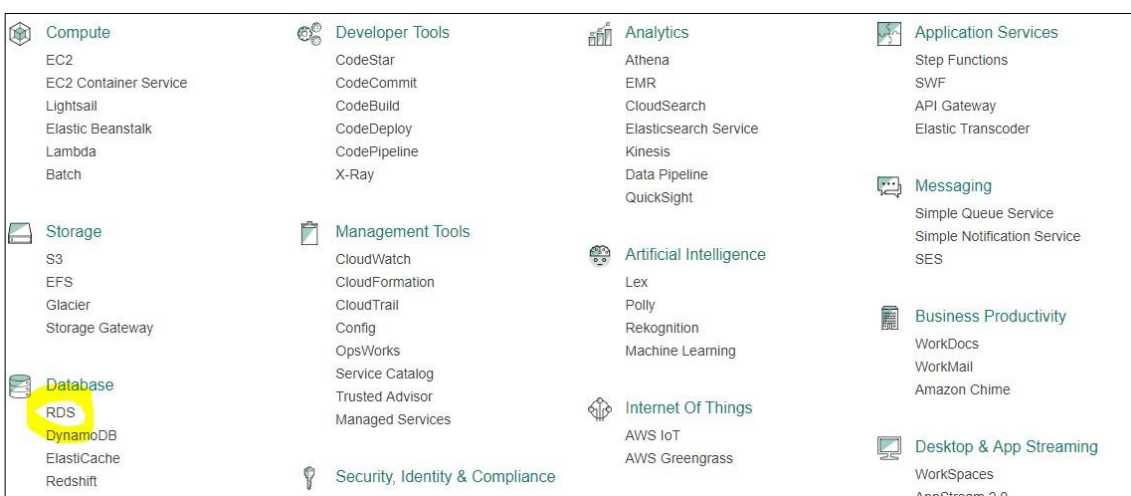 Compute
EC2
EC2 Container Service
Lightsail
Elastic Beanstalk
Lambda
Batch
Storage
S3
EFS
Glacier
Storage Gateway
Database
RDS
DynamoDB
ElastiCache
Redshift
Developer Tools
CodeStar
CodeCommit
CodeBuild
CodeDeploy
CodePipeline
X-Ray
Management Tools
CloudWatch
CloudFormation
CloudTrail
Config
OpsWorks
Service Catalog
Trusted Advisor
Managed Services
Security, Identity & Compliance
Analytics
Athena
EMR
CloudSearch
Elasticsearch Service
Kinesis
Data Pipeline
QuickSight
Artificial Intelligence
Lex
Polly
Rekognition
Machine Learning
Internet Of Things
AWS IoT
AWS Greengrass
Application Services
Step Functions
SWF
API Gateway
Elastic Transcoder
Messaging
Simple Queue Service
Simple Notification Service
SES
Business Productivity
WorkDocs
WorkMail
Amazon Chime
Desktop & App Streaming
WorkSpaces
AppStream 2.0